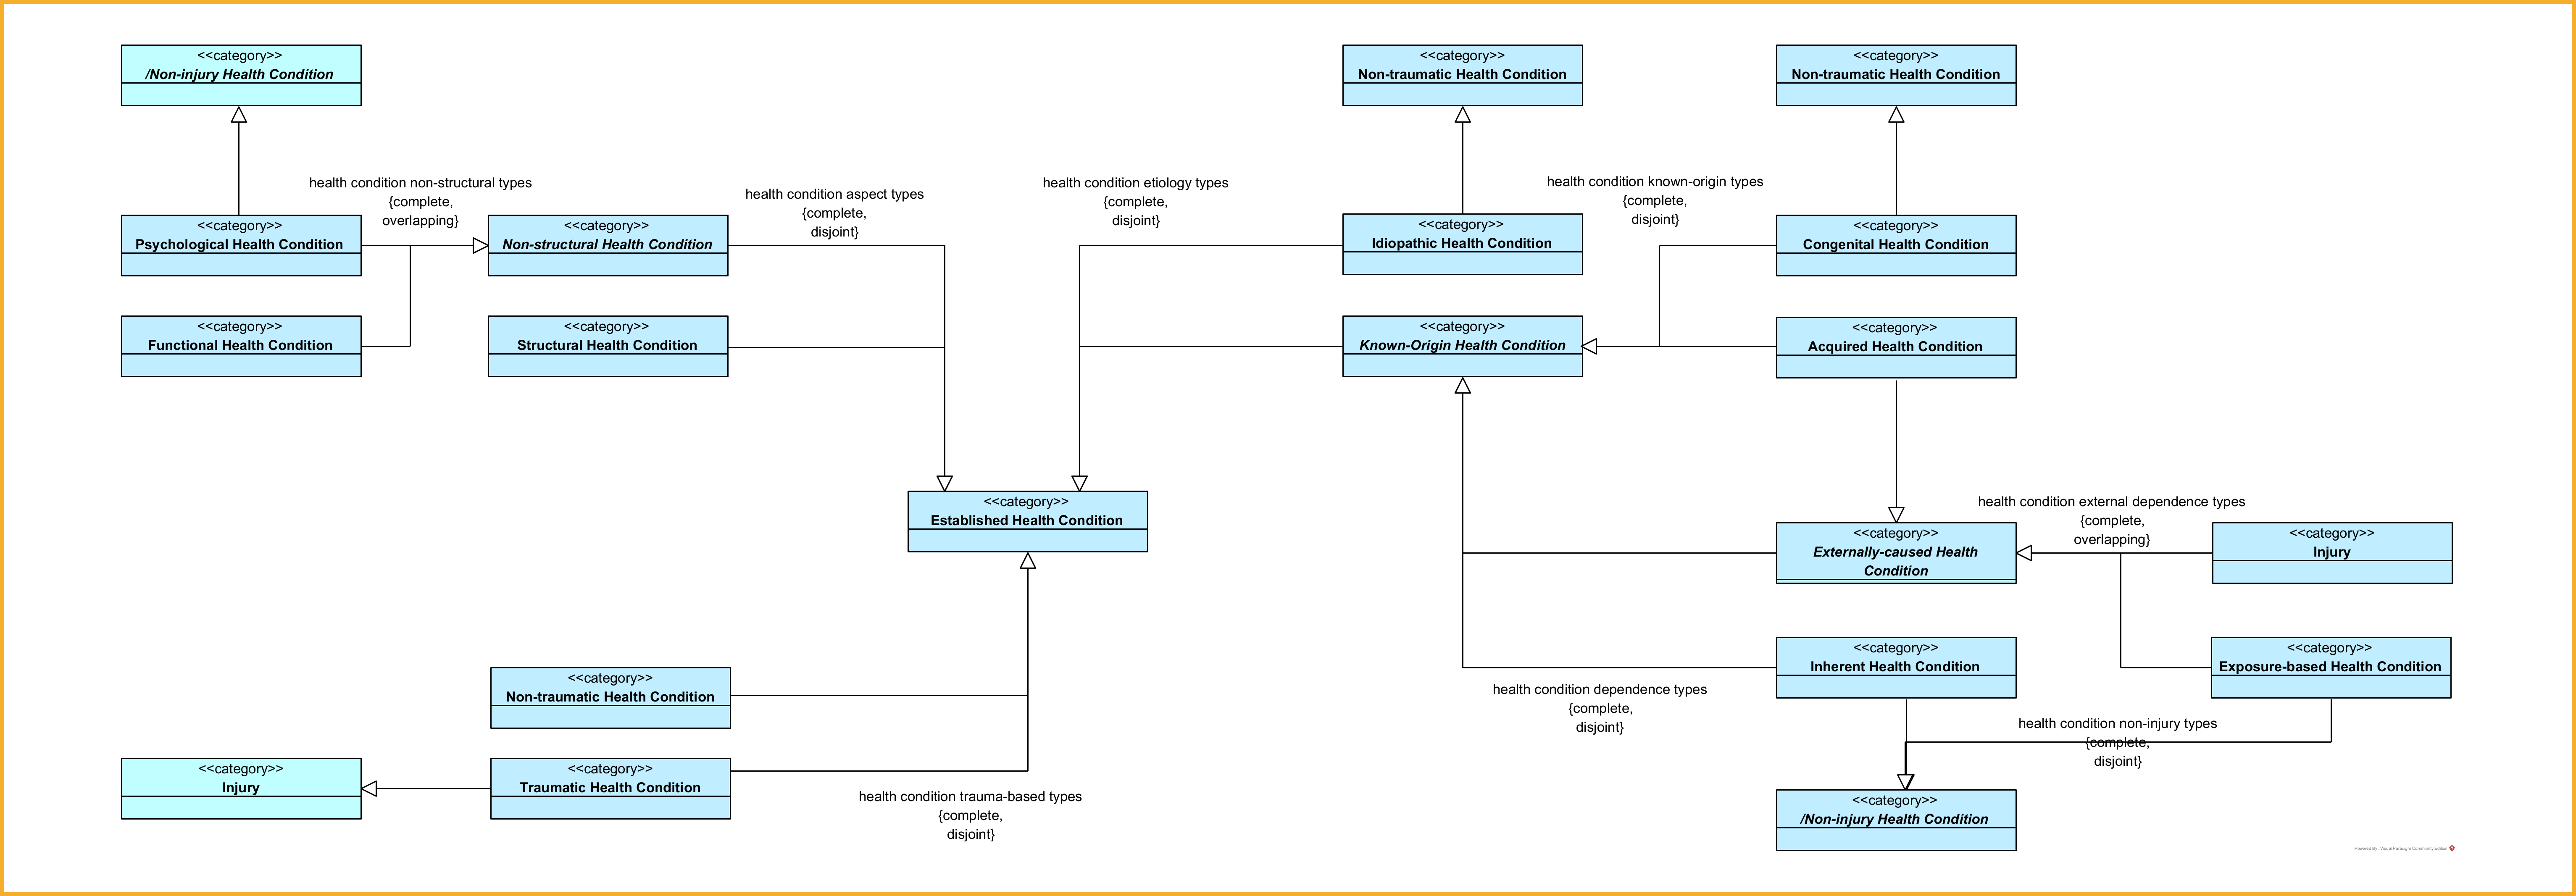 <<category>>
/Non-injury Health Condition
<<category>>
Non-traumatic Health Condition
<<category>>
Non-traumatic Health Condition
health condition non-structural types
{complete,
overlapping}
health condition aspect types
{complete,
disjoint}
health condition etiology types
{complete,
disjoint}
health condition known-origin types
{complete,
disjoint}
<<category>>
Psychological Health Condition
<<category>>
Non-structural Health Condition
<<category>>
Idiopathic Health Condition
<<category>>
Congenital Health Condition
<<category>>
Functional Health Condition
<<category>>
Structural Health Condition
<<category>>
Known-Origin Health Condition
<<category>>
Acquired Health Condition
<<category>>
Established Health Condition
health condition external dependence types
{complete,
overlapping}
<<category>>
Externally-caused Health
Condition
<<category>>
Injury
<<category>>
Non-traumatic Health Condition
<<category>>
Inherent Health Condition
<<category>>
Exposure-based Health Condition
health condition dependence types
{complete,
disjoint}
health condition non-injury types
{complete,
disjoint}
<<category>>
Injury
<<category>>
Traumatic Health Condition
health condition trauma-based types
{complete,
disjoint}
<<category>>
/Non-injury Health Condition
Powered By: Visual Paradigm Community Edition